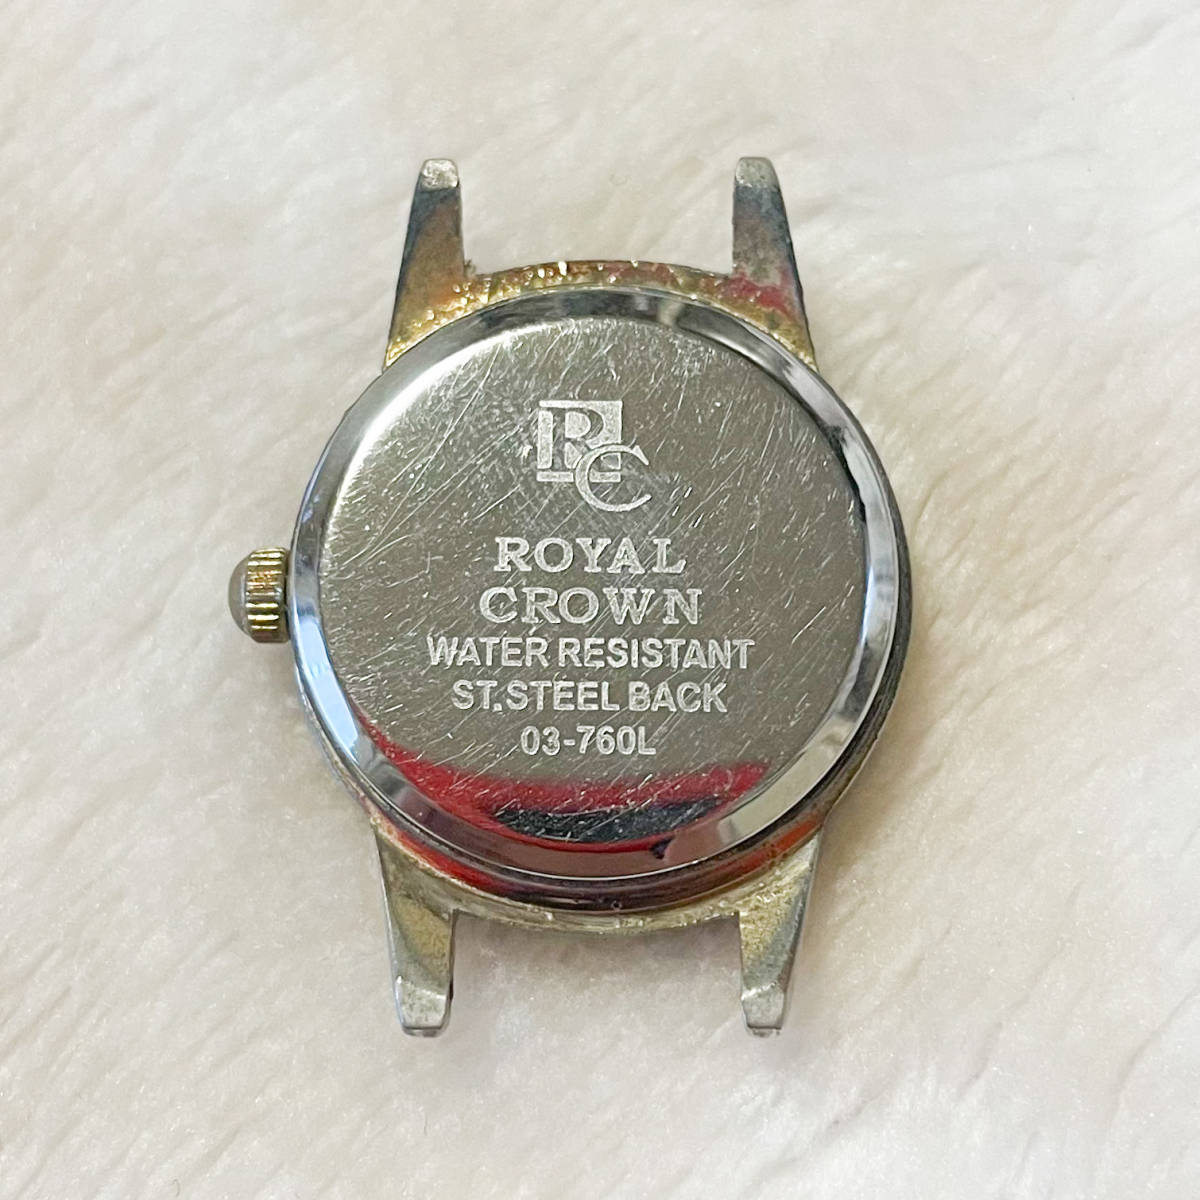 RC
ROYAL
CROWN
WATER RESISTANT
ST.STEEL BACK
03-760L